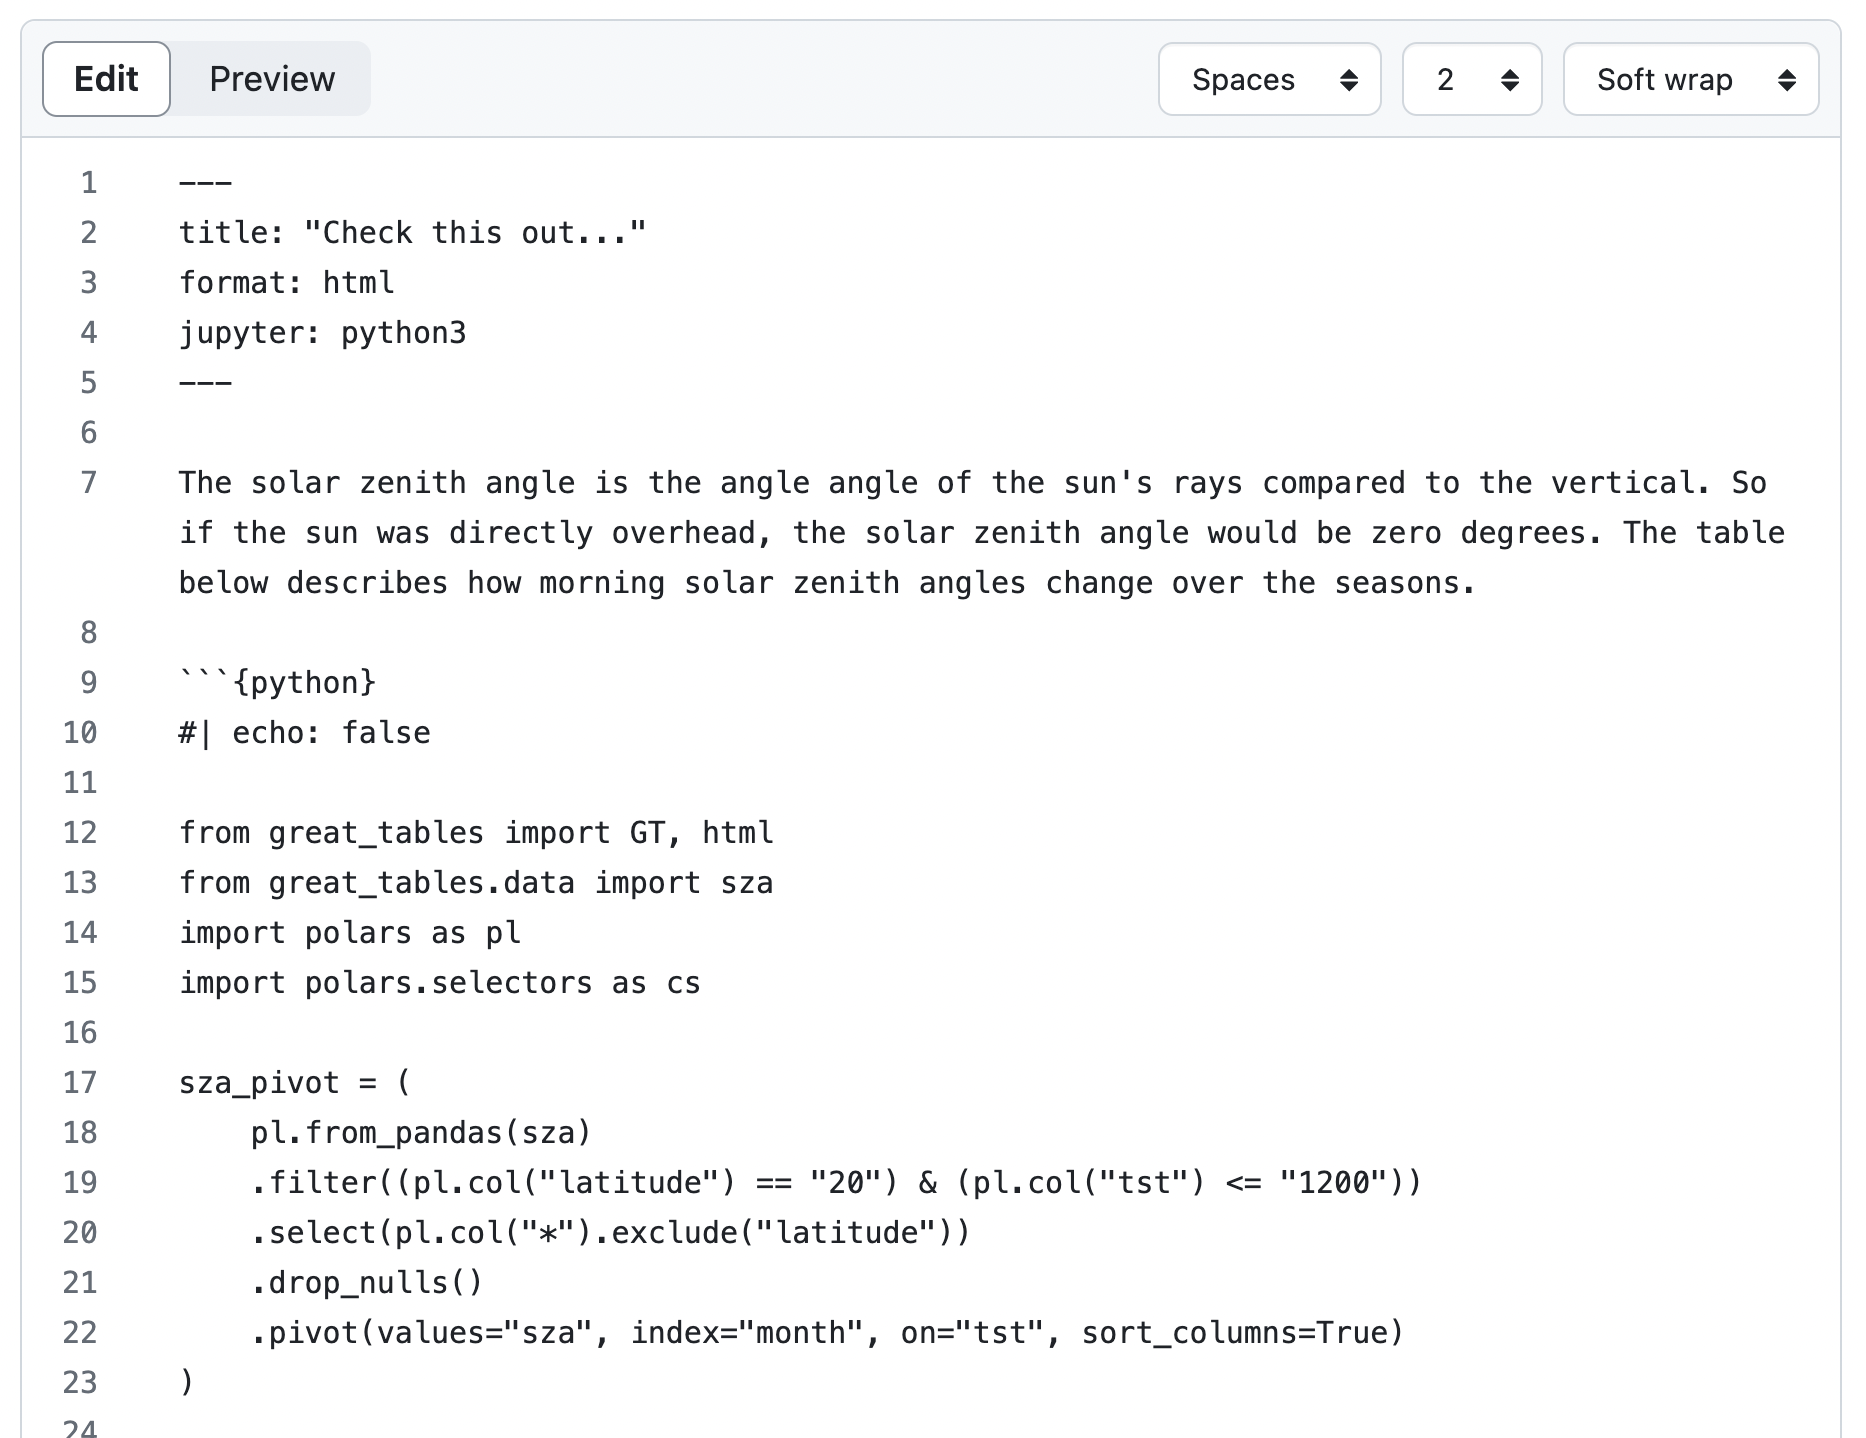 Edit Preview Spaces 2 Soft wrap
1 ---
2 title: "Check this out..."
3 format: html
4 jupyter: python3
5 ---
6
7 The solar zenith angle is the angle angle of the sun's rays compared to the vertical. So
if the sun was directly overhead, the solar zenith angle would be zero degrees. The table
below describes how morning solar zenith angles change over the seasons.
8
9 ```{python}
10 #| echo: false
11
12 from great_tables import GT, html
13 from great_tables.data import sza
14 import polars as pl
15 import polars.selectors as cs
16
17 sza_pivot = (
18     pl.from_pandas(sza)
19     .filter((pl.col("latitude") == "20") & (pl.col("tst") <= "1200"))
20     .select(pl.col("*").exclude("latitude"))
21     .drop_nulls()
22     .pivot(values="sza", index="month", on="tst", sort_columns=True)
23 )
24